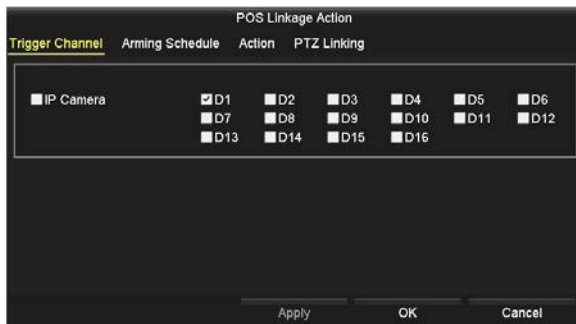 POS Linkage Action
Trigger Channel Arming Schedule Action PTZ Linking
IP Camera D1 D2 D3 D4 D5 D6
D7 D8 D9 D10 D11 D12
D13 D14 D15 D16
Apply OK Cancel